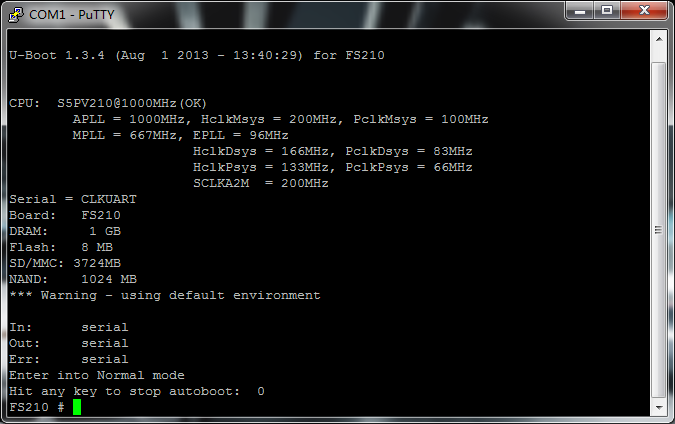 COM1 - PuTTY
U-Boot 1.3.4 (Aug  1 2013 - 13:40:29) for FS210
CPU:  S5PV210@1000MHz(OK)
        APLL = 1000MHz, HclkMsys = 200MHz, PclkMsys = 100MHz
        MPLL = 667MHz, EPLL = 96MHz
                       HclkDsys = 166MHz, PclkDsys = 83MHz
                       HclkPsys = 133MHz, PclkPsys = 66MHz
                       SCLKA2M  = 200MHz
Serial = CLKUART
Board:   FS210
DRAM:     1 GB
Flash:   8 MB
SD/MMC: 3724MB
NAND:    1024 MB
*** Warning - using default environment
In:      serial
Out:     serial
Err:     serial
Enter into Normal mode
Hit any key to stop autoboot:  0
FS210 #